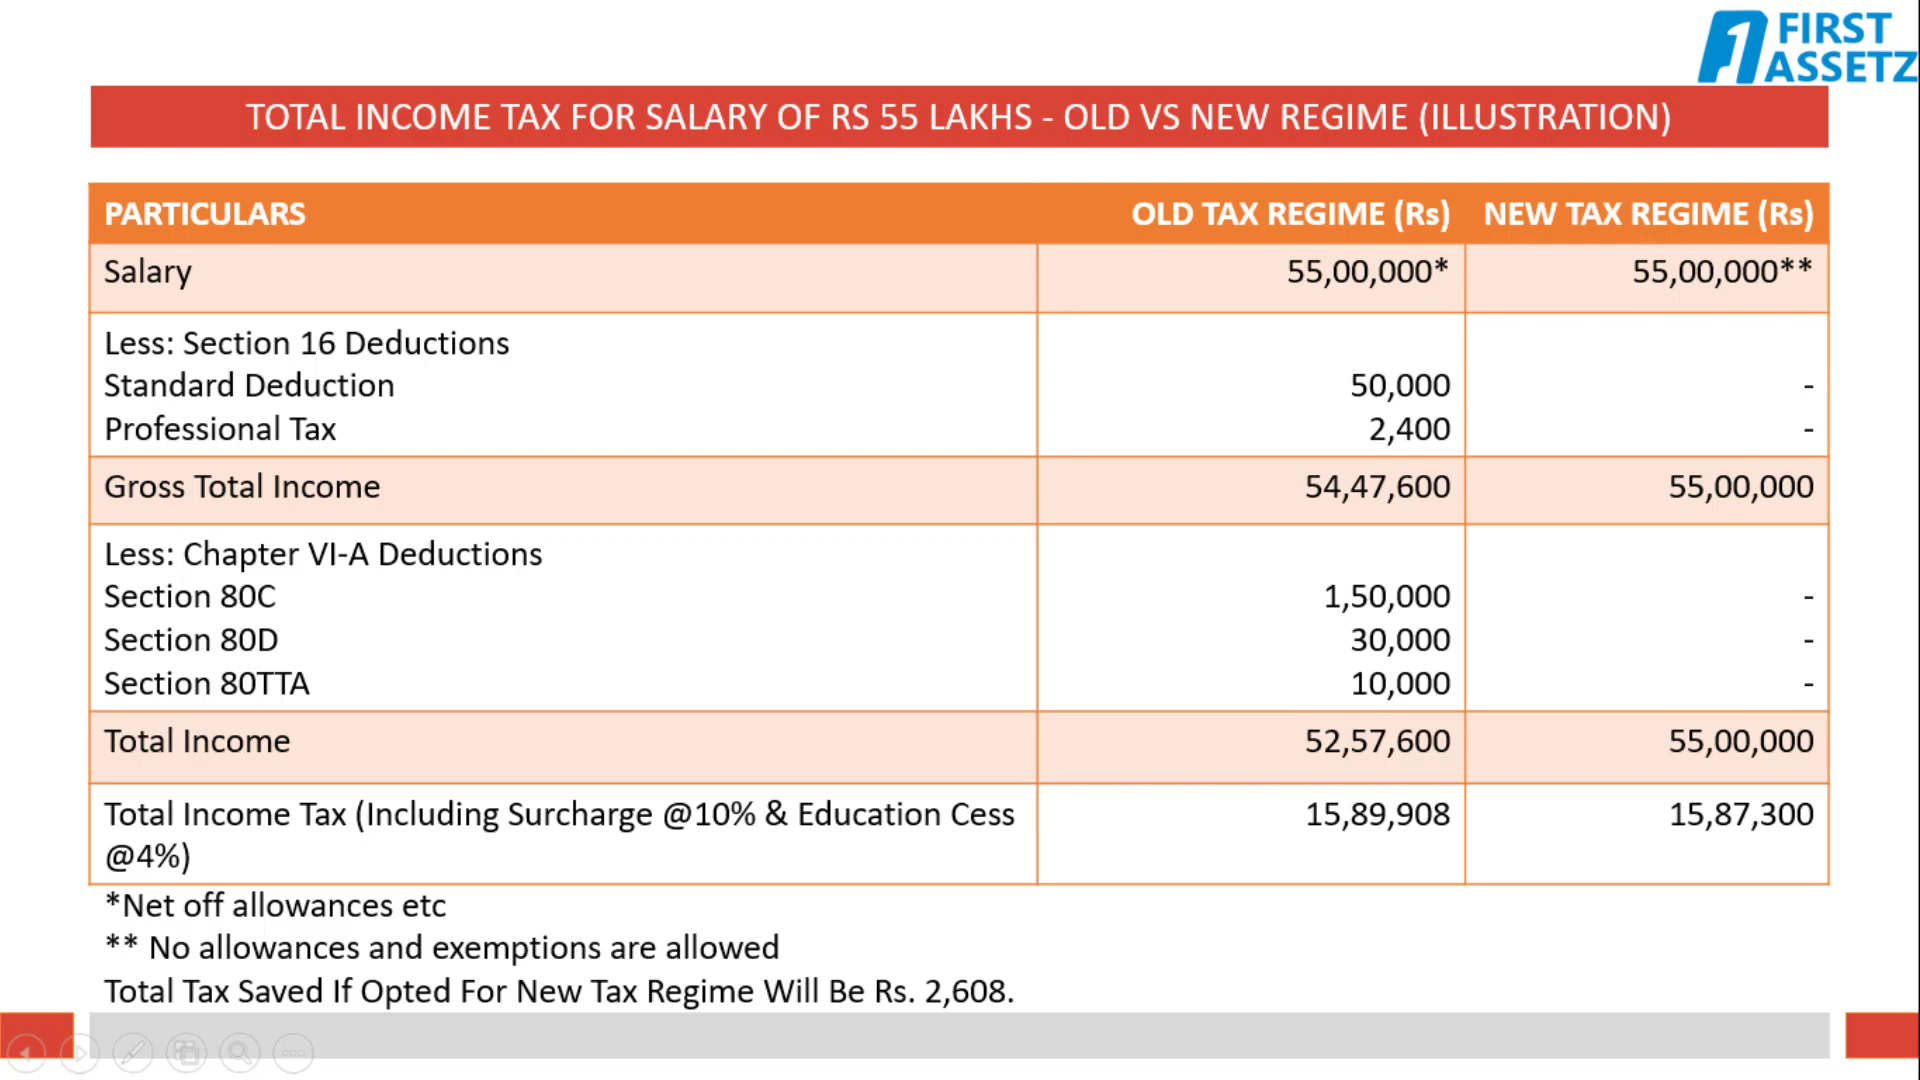 FIRST
ASSETZ
TOTAL INCOME TAX FOR SALARY OF RS 55 LAKHS - OLD VS NEW REGIME (ILLUSTRATION)
PARTICULARS OLD TAX REGIME (Rs) NEW TAX REGIME (Rs)
Salary 55,00,000* 55,00,000**
Less: Section 16 Deductions
Standard Deduction 50,000 -
Professional Tax 2,400 -
Gross Total Income 54,47,600 55,00,000
Less: Chapter VI-A Deductions
Section 80C 1,50,000 -
Section 80D 30,000 -
Section 80TTA 10,000 -
Total Income 52,57,600 55,00,000
Total Income Tax (Including Surcharge @10% & Education Cess 15,89,908 15,87,300
@4%)
*Net off allowances etc
** No allowances and exemptions are allowed
Total Tax Saved If Opted For New Tax Regime Will Be Rs. 2,608.